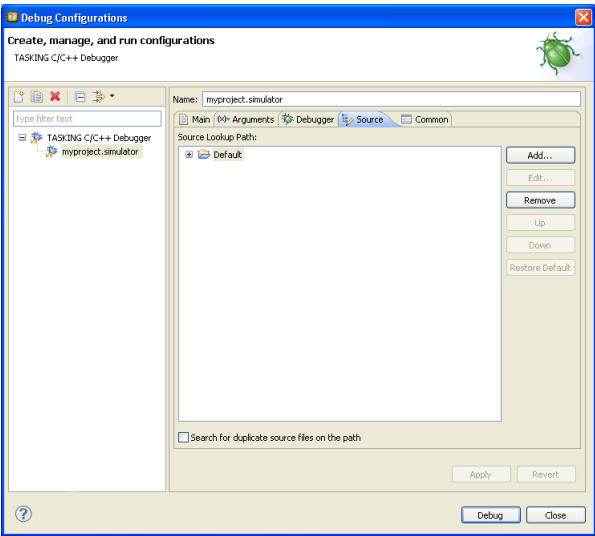 Debug Configurations
Create, manage, and run configurations
TASKING C/C++ Debugger
type filter text
TASKING C/C++ Debugger
myproject.simulator
Name: myproject.simulator
Main (x)= Arguments Debugger Source Common
Source Lookup Path:
Default
Add...
Edit...
Remove
Up
Down
Restore Default
Search for duplicate source files on the path
Apply Revert
? Debug Close